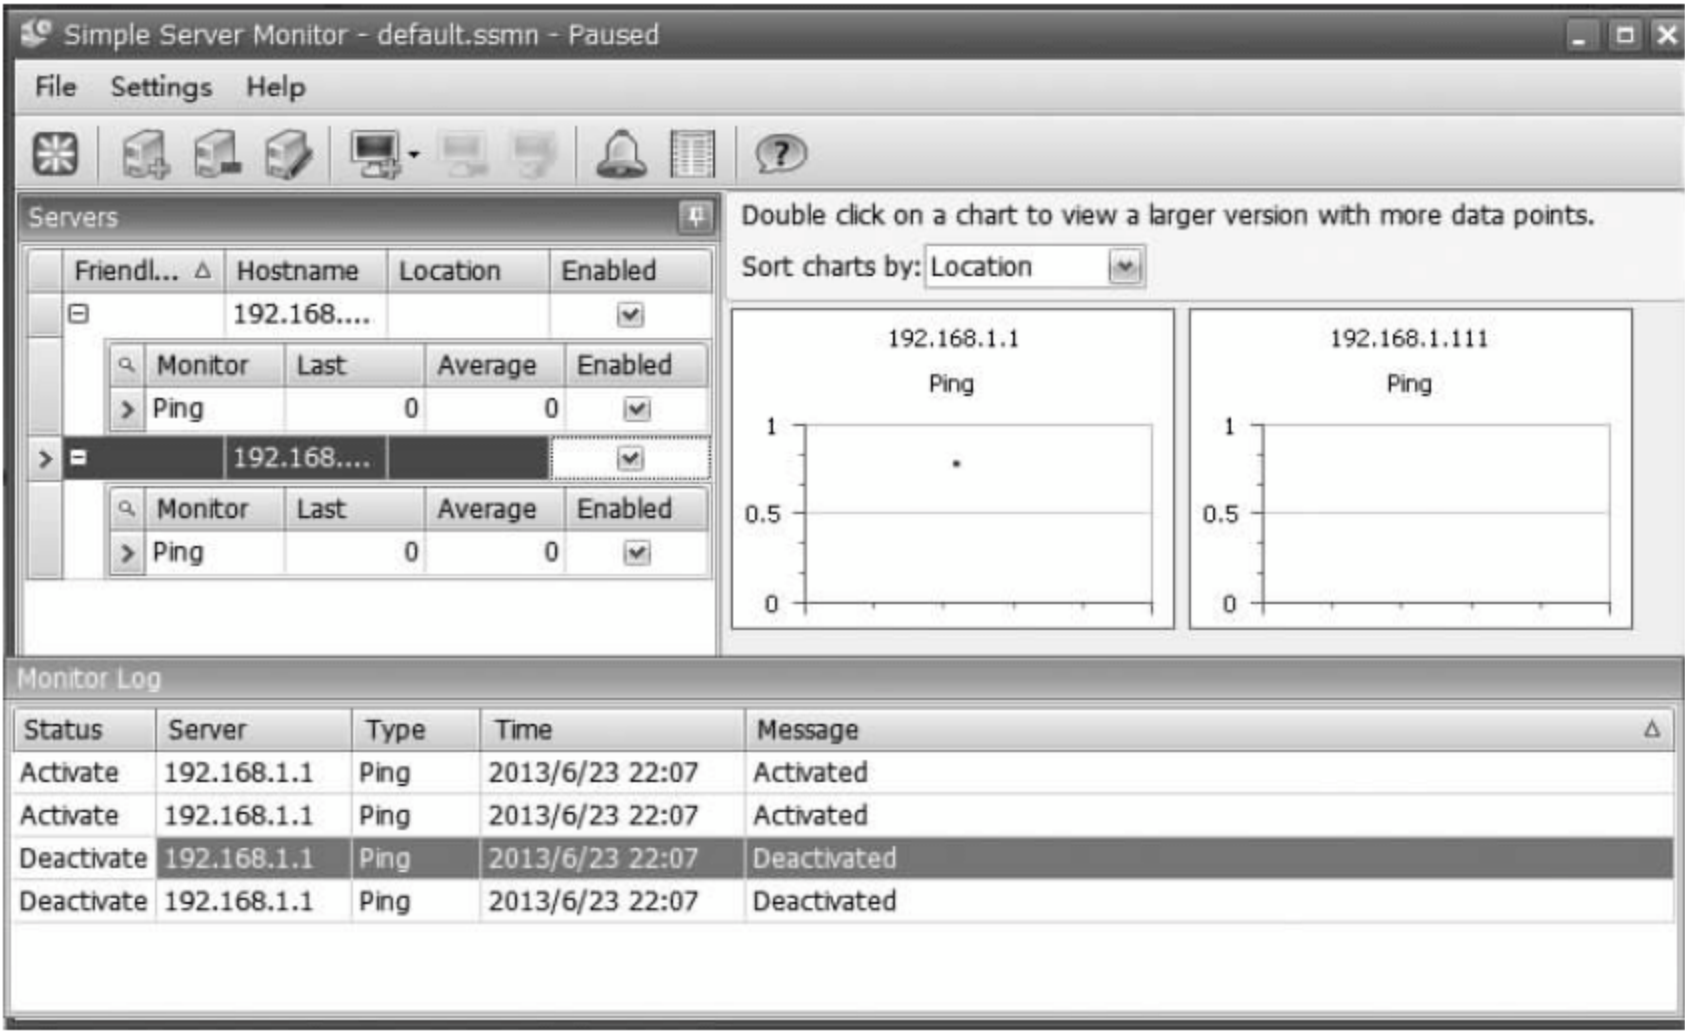 Simple Server Monitor - default.ssmn - Paused
File Settings Help
Servers
Friendl... Hostname Location Enabled
192.168....
Monitor Last Average Enabled
Ping 0 0
192.168....
Monitor Last Average Enabled
Ping 0 0
Double click on a chart to view a larger version with more data points.
Sort charts by: Location
192.168.1.1
Ping
1
0.5
0
192.168.1.111
Ping
1
0.5
0
Monitor Log
Status Server Type Time Message
Activate 192.168.1.1 Ping 2013/6/23 22:07 Activated
Activate 192.168.1.1 Ping 2013/6/23 22:07 Activated
Deactivate 192.168.1.1 Ping 2013/6/23 22:07 Deactivated
Deactivate 192.168.1.1 Ping 2013/6/23 22:07 Deactivated